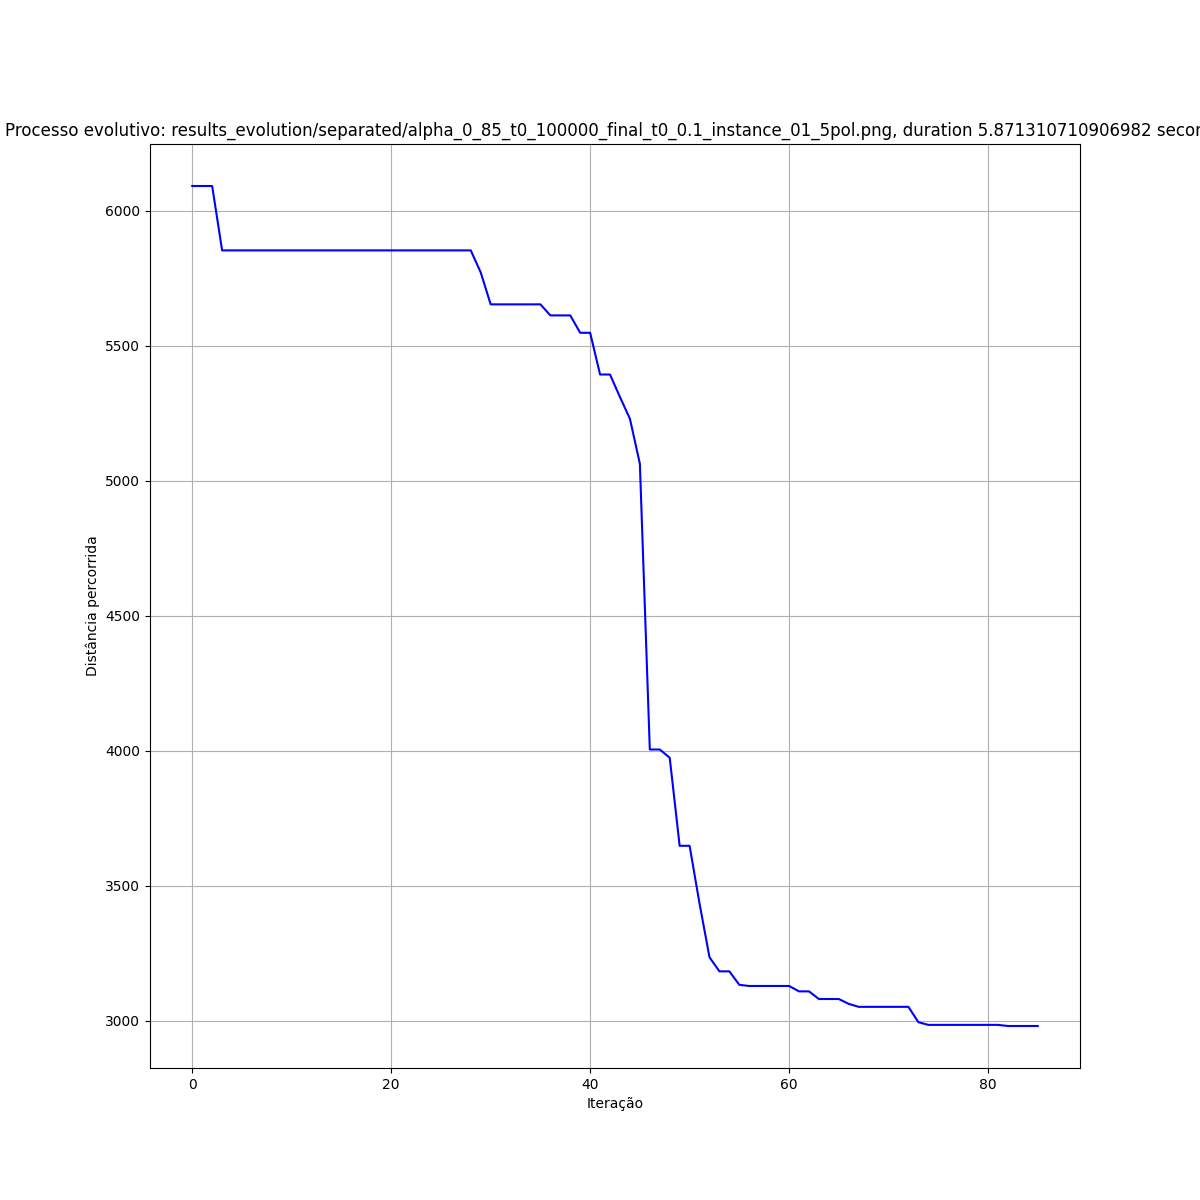 Processo evolutivo: results_evolution/separated/alpha_0_85_t0_100000_final_t0_0.1_instance_01_5pol.png, duration 5.871310710906982
6000
5500
5000
4500
4000
3500
3000
Distância percorrida
0 20 40 60 80
Iteração